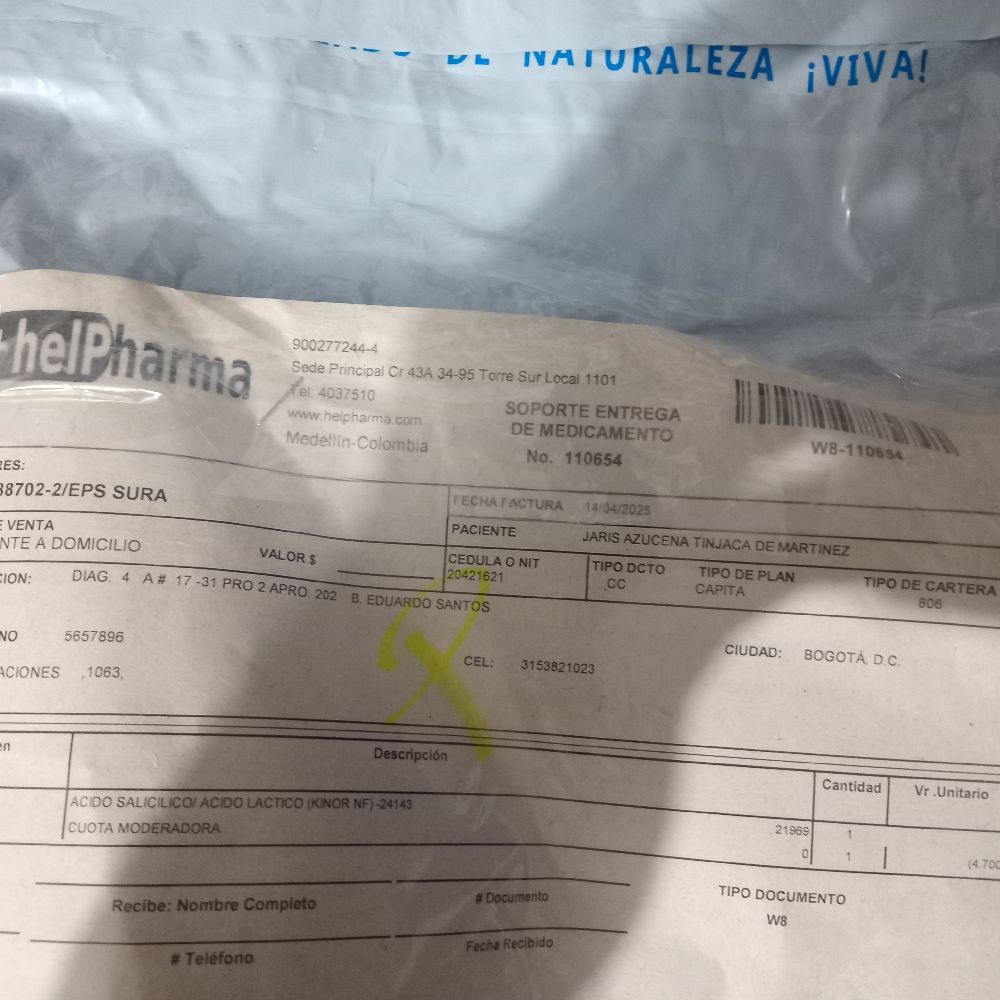 DE NATURALEZA ¡VIVA!
helPharma
900277244-4
Sede Principal Cr 43A 34-95 Torre Sur Local 1101
Tel: 4037510
www.helpharma.com
Medellín-Colombia
SOPORTE ENTREGA
DE MEDICAMENTO
No. 110654
W8-110654
RES:
88702-2/EPS SURA
FECHA FACTURA 14/04/2025
E VENTA
NTE A DOMICILIO
VALOR $
PACIENTE JARIS AZUCENA TINJACA DE MARTINEZ
CEDULA O NIT TIPO DCTO TIPO DE PLAN TIPO DE CARTERA
20421621 CC CAPITA 806
CION: DIAG. 4 A # 17 -31 PRO 2 APRO. 202 B. EDUARDO SANTOS
NO 5657896
CEL: 3153821023
CIUDAD: BOGOTÁ, D.C.
ACIONES ,1063,
en Descripción Cantidad Vr .Unitario
ACIDO SALICILICO/ ACIDO LACTICO (KINOR NF) -24143 .21969 1
CUOTA MODERADORA 0 1 (4.700
Recibe: Nombre Completo # Documento
TIPO DOCUMENTO
W8
# Teléfono Fecha Recibido